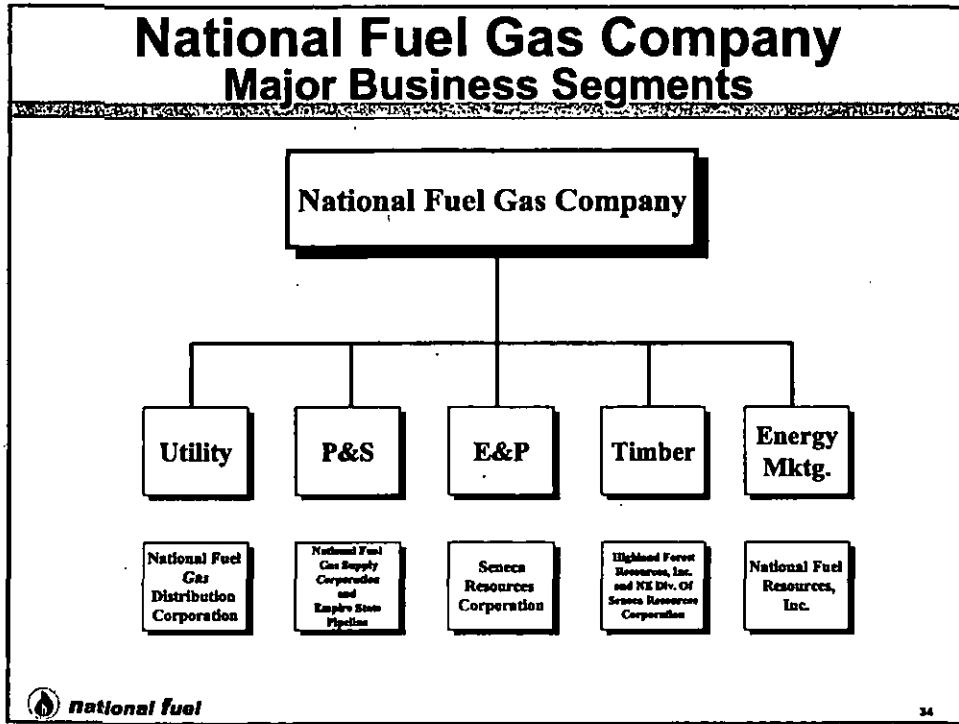 National Fuel Gas Company
Major Business Segments
National Fuel Gas Company
Utility
P&S
E&P
Timber
Energy
Mktg.
National Fuel
Gas
Distribution
Corporation
National Fuel
Gas Supply
Corporation
and
Empire State
Pipeline
Seneca
Resources
Corporation
Highland Forest
Resources, Inc.
and NE Div. Of
Seneca Resources
Corporation
National Fuel
Resources,
Inc.
national fuel
34